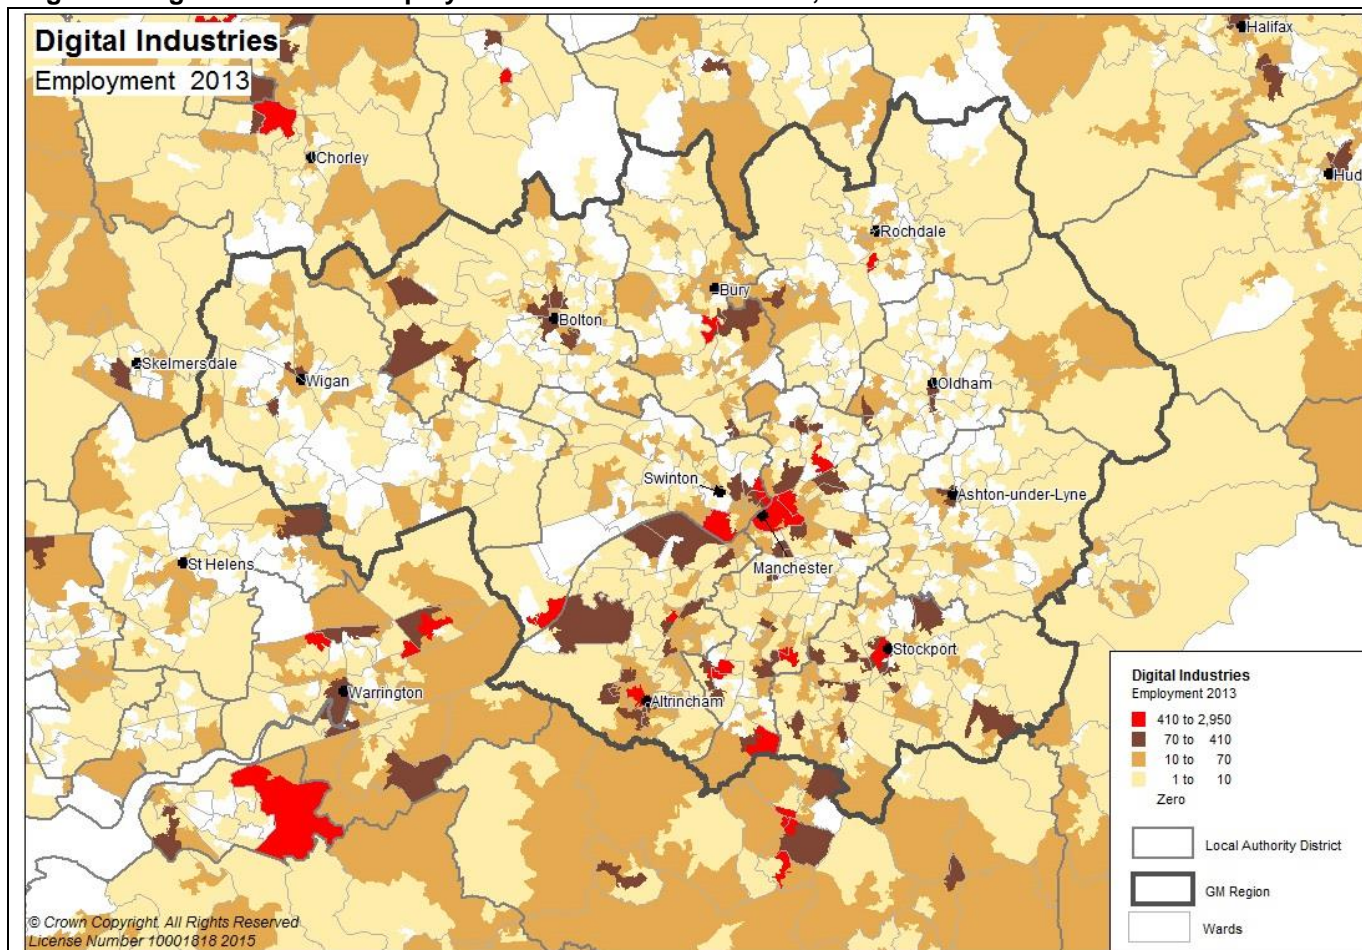 Digital Industries
Employment 2013
Halifax
Chorley
Hud
Rochdale
Bury
Bolton
Skelmersdale
Wigan
Oldham
Swinton
Ashton-under-Lyne
Manchester
St Helens
Stockport
Warrington
Altrincham
Digital Industries
Employment 2013
410 to 2,950
70 to 410
10 to 70
1 to 10
Zero
Local Authority District
GM Region
Wards
© Crown Copyright. All Rights Reserved
License Number 10001818 2015